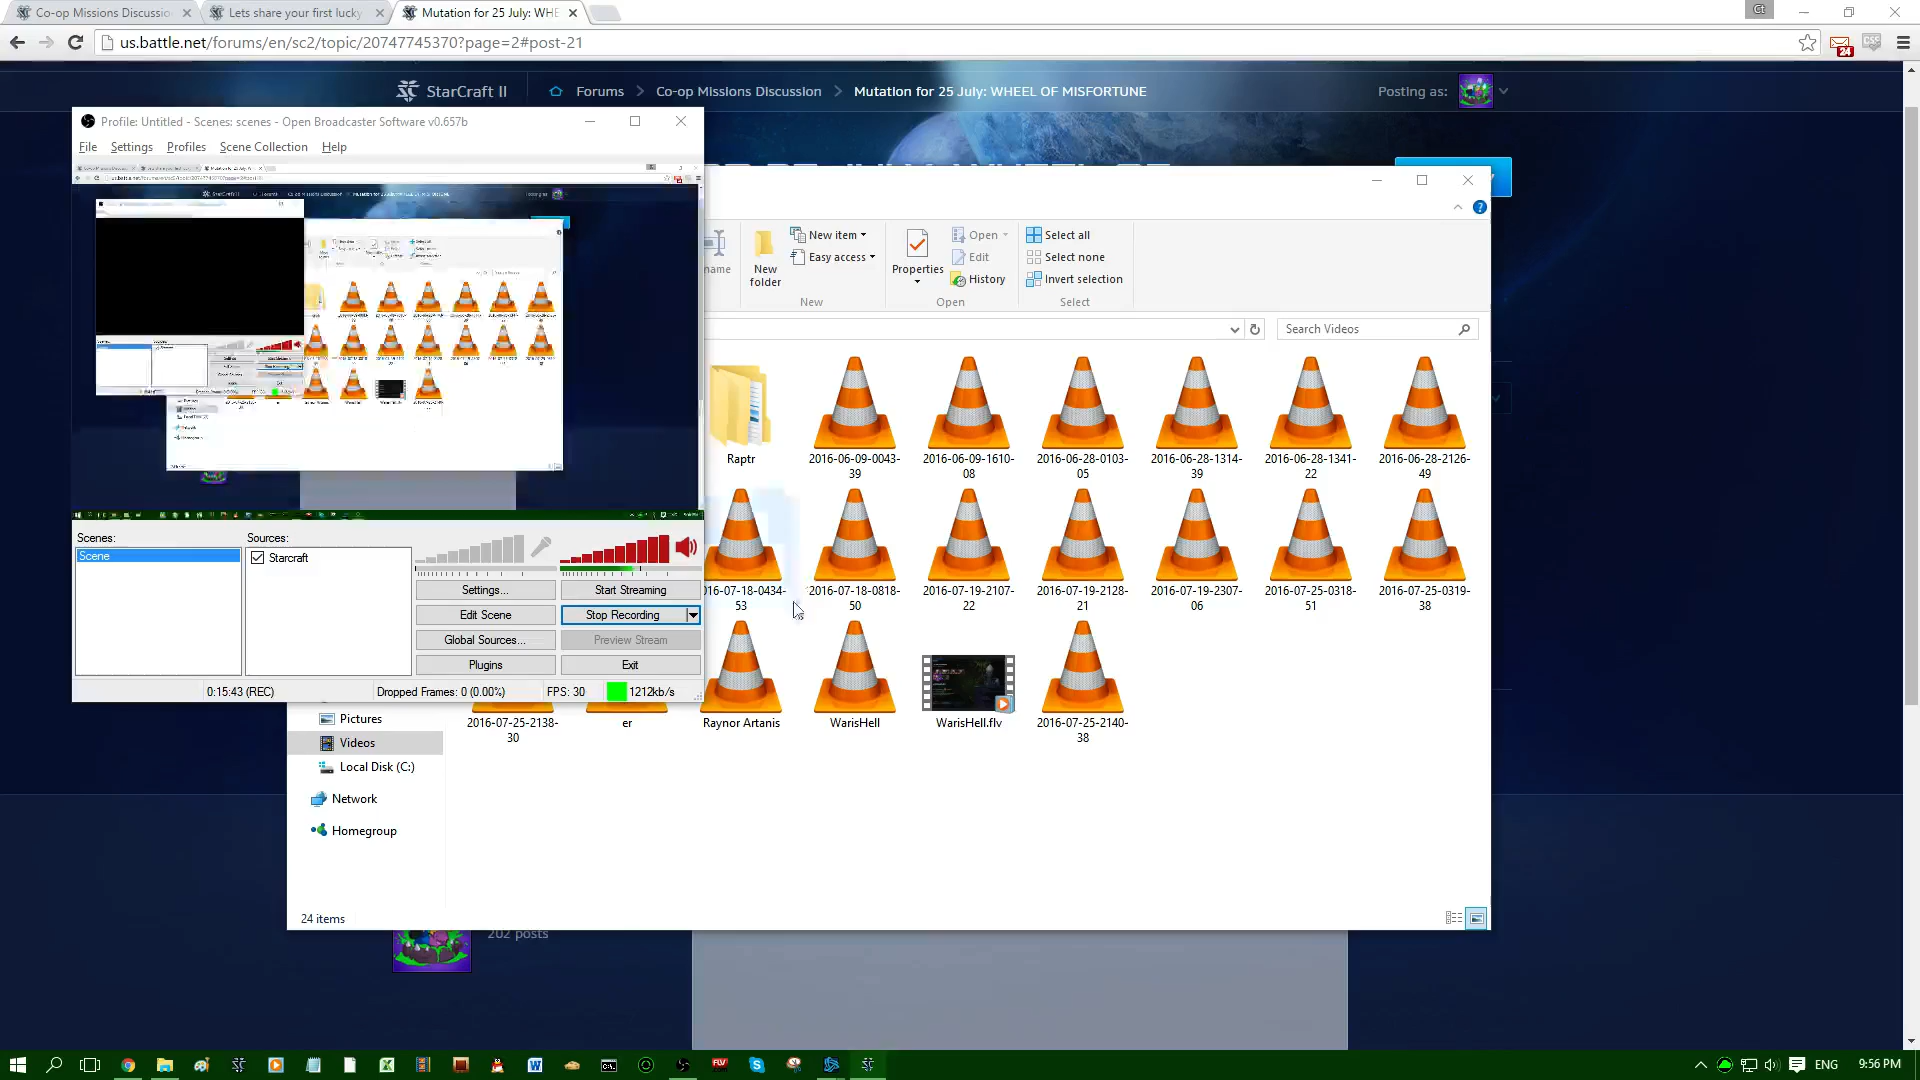 Co-op Missions Discussio
Lets share your first lucky
Mutation for 25 July: WHE
Ct
us.battle.net/forums/en/sc2/topic/20747745370?page=2#post-21
24
CSS
StarCraft II
Forums
Co-op Missions Discussion
Mutation for 25 July: WHEEL OF MISFORTUNE
Posting as:
Profile: Untitled - Scenes: scenes - Open Broadcaster Software v0.657b
File Settings Profiles Scene Collection Help
name
New folder
New item
Easy access
New
Properties
Open
Edit
History
Open
Select all
Select none
Invert selection
Select
Search Videos
Raptr
2016-06-09-0043-39
2016-06-09-1610-08
2016-06-28-0103-05
2016-06-28-1314-39
2016-06-28-1341-22
2016-06-28-2126-49
16-07-18-0434-53
2016-07-18-0818-50
2016-07-19-2107-22
2016-07-19-2128-21
2016-07-19-2307-06
2016-07-25-0318-51
2016-07-25-0319-38
2016-07-25-2138-30
er
Raynor Artanis
WarisHell
WarisHell.flv
2016-07-25-2140-38
Scenes:
Scene
Sources:
Starcraft
Settings...
Start Streaming
Edit Scene
Stop Recording
Global Sources...
Preview Stream
Plugins
Exit
0:15:43 (REC)
Dropped Frames: 0 (0.00%)
FPS: 30
1212kb/s
Pictures
Videos
Local Disk (C:)
Network
Homegroup
24 items
202 posts
FLV
ENG
9:56 PM